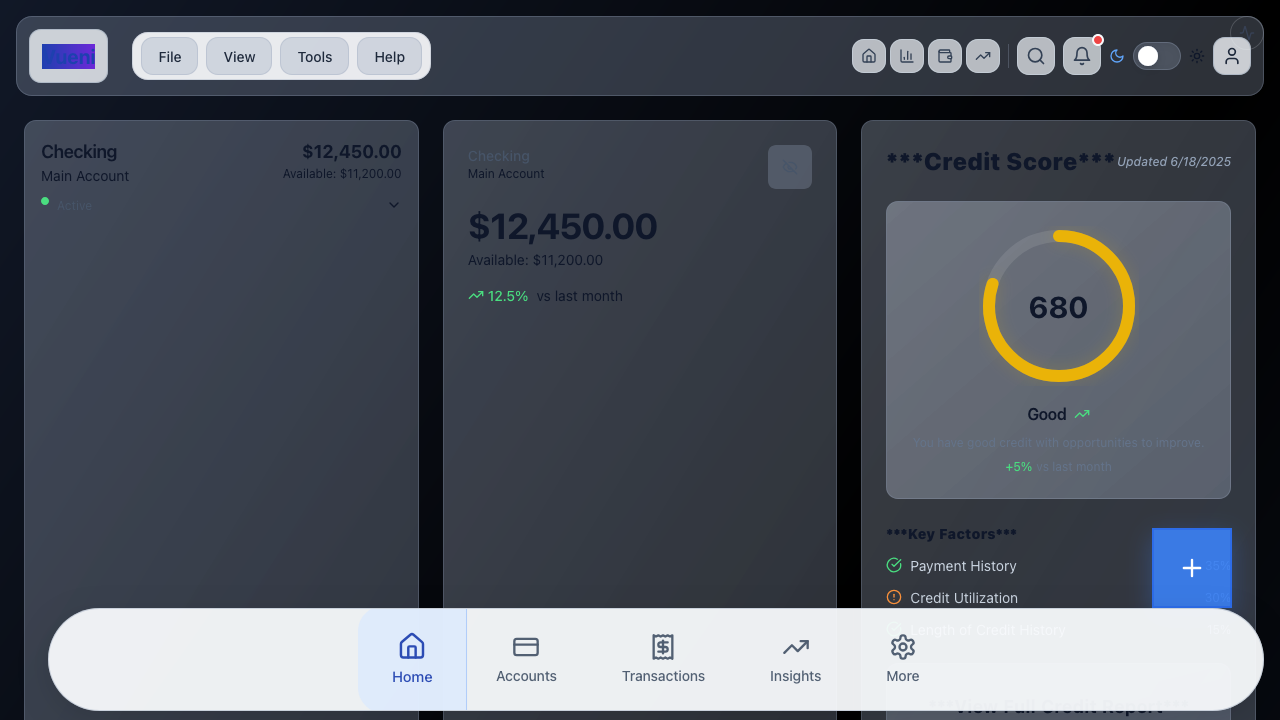 Vueni
File View Tools Help
Checking $12,450.00
Main Account Available: $11,200.00
Active
Checking
Main Account
$12,450.00
Available: $11,200.00
12.5% vs last month
***Credit Score*** Updated 6/18/2025
680
Good
You have good credit with opportunities to improve.
+5% vs last month
***Key Factors***
Payment History 35%
Credit Utilization 30%
Length of Credit History
***View Full Credit Report***
Home Accounts Transactions Insights More